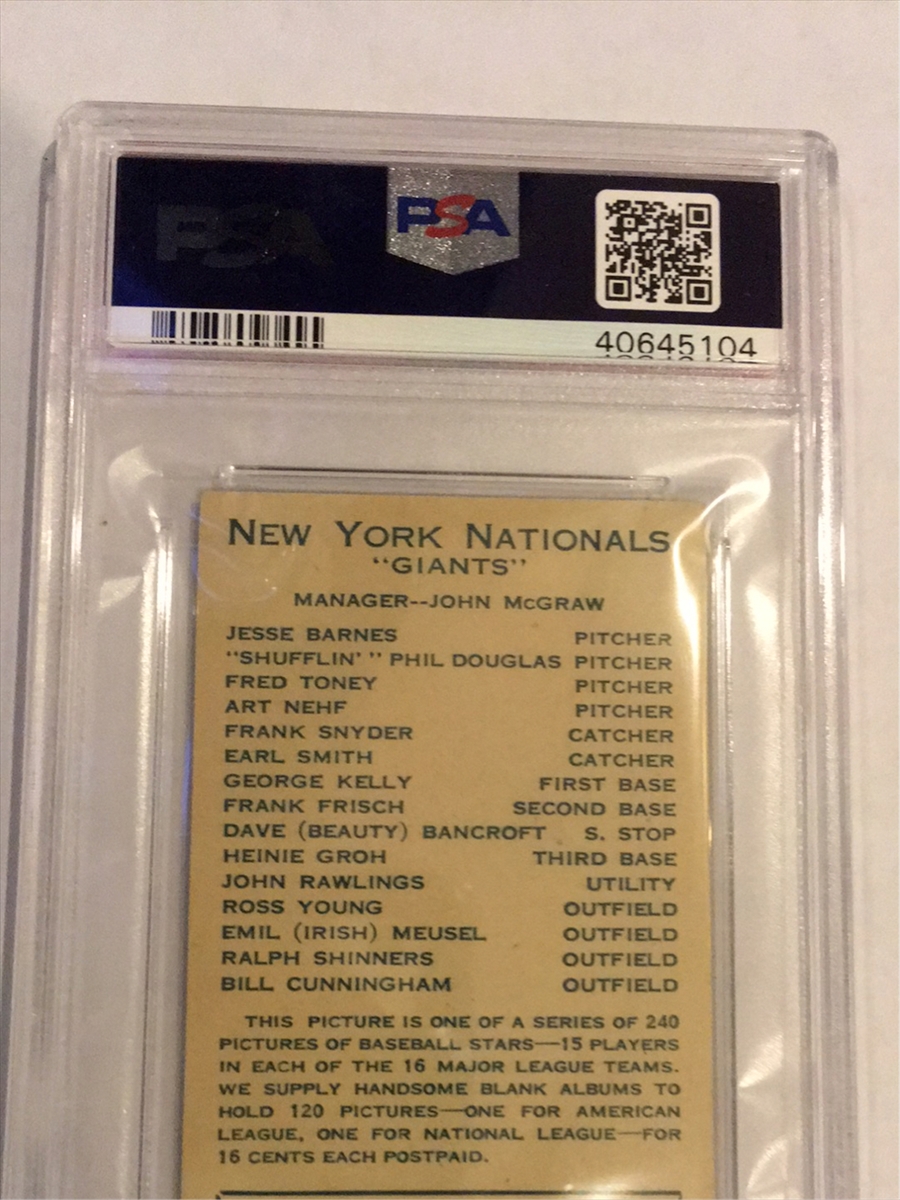 PSA
PSA
40645104
NEW YORK NATIONALS
"GIANTS"
MANAGER--JOHN McGRAW
JESSE BARNES PITCHER
"SHUFFLIN' " PHIL DOUGLAS PITCHER
FRED TONEY PITCHER
ART NEHF PITCHER
FRANK SNYDER CATCHER
EARL SMITH CATCHER
GEORGE KELLY FIRST BASE
FRANK FRISCH SECOND BASE
DAVE (BEAUTY) BANCROFT S. STOP
HEINIE GROH THIRD BASE
JOHN RAWLINGS UTILITY
ROSS YOUNG OUTFIELD
EMIL (IRISH) MEUSEL OUTFIELD
RALPH SHINNERS OUTFIELD
BILL CUNNINGHAM OUTFIELD
THIS PICTURE IS ONE OF A SERIES OF 240
PICTURES OF BASEBALL STARS—15 PLAYERS
IN EACH OF THE 16 MAJOR LEAGUE TEAMS.
WE SUPPLY HANDSOME BLANK ALBUMS TO
HOLD 120 PICTURES—ONE FOR AMERICAN
LEAGUE, ONE FOR NATIONAL LEAGUE—FOR
16 CENTS EACH POSTPAID.